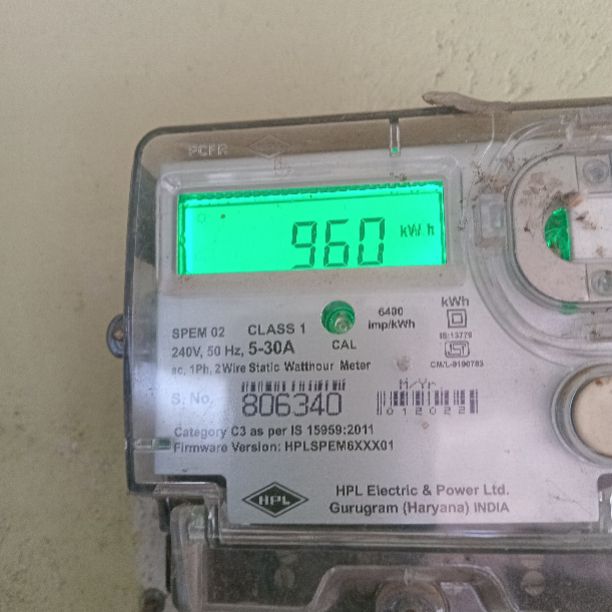 PCFR
960 kW h
6400
imp/kWh
kWh
SPEM 02 CLASS 1
CAL
IS:13779
240V, 50 Hz, 5-30A
ac, 1Ph, 2Wire Static Watthour Meter
CM/L-9190783
S. No.
806340
M/Yr
012022
Category C3 as per IS 15959:2011
Firmware Version: HPLSPEM6XXX01
HPL
HPL Electric & Power Ltd.
Gurugram (Haryana) INDIA